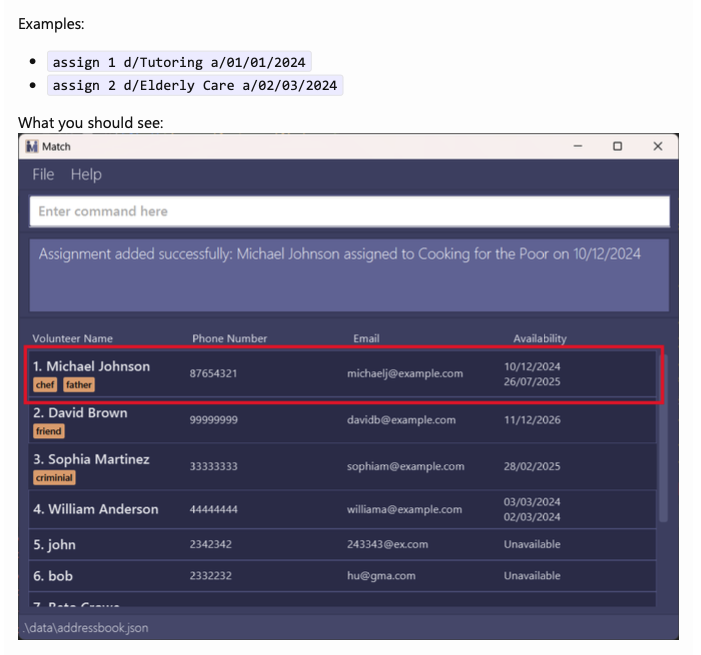 Examples:
assign 1 d/Tutoring a/01/01/2024
assign 2 d/Elderly Care a/02/03/2024
What you should see:
Match
File Help
Enter command here
Assignment added successfully: Michael Johnson assigned to Cooking for the Poor on 10/12/2024
Volunteer Name Phone Number Email Availability
1. Michael Johnson 87654321 michaelj@example.com 10/12/2024
chef father 26/07/2025
2. David Brown 99999999 davidb@example.com 11/12/2026
friend
3. Sophia Martinez 33333333 sophiam@example.com 28/02/2025
criminial
4. William Anderson 44444444 williama@example.com 03/03/2024
02/03/2024
5. john 2342342 243343@ex.com Unavailable
6. bob 2332232 hu@gma.com Unavailable
.\data\addressbook.json